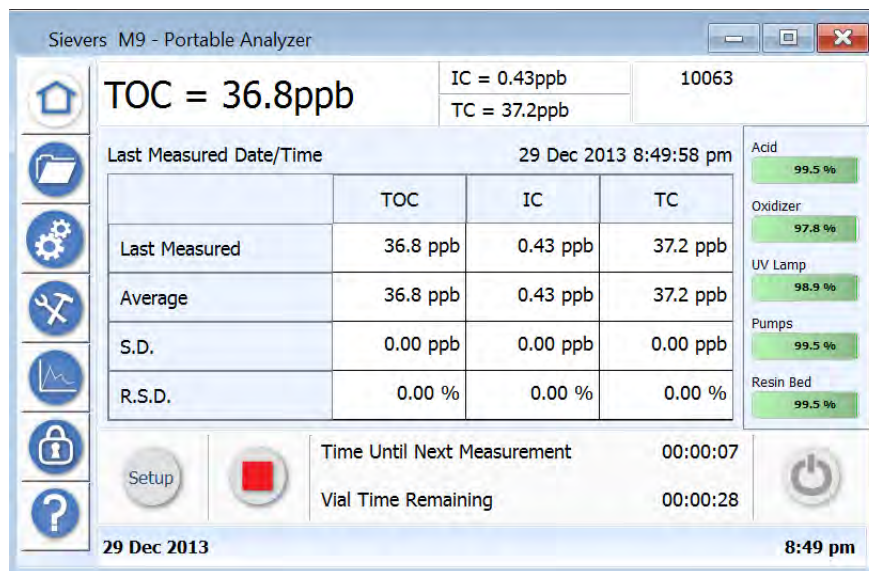 Sievers M9 - Portable Analyzer
TOC = 36.8ppb
IC = 0.43ppb
TC = 37.2ppb
10063
Last Measured Date/Time 29 Dec 2013 8:49:58 pm
TOC IC TC
Last Measured 36.8 ppb 0.43 ppb 37.2 ppb
Average 36.8 ppb 0.43 ppb 37.2 ppb
S.D. 0.00 ppb 0.00 ppb 0.00 ppb
R.S.D. 0.00 % 0.00 % 0.00 %
Acid
99.5 %
Oxidizer
97.8 %
UV Lamp
98.9 %
Pumps
99.5 %
Resin Bed
99.5 %
Setup
Time Until Next Measurement 00:00:07
Vial Time Remaining 00:00:28
29 Dec 2013 8:49 pm